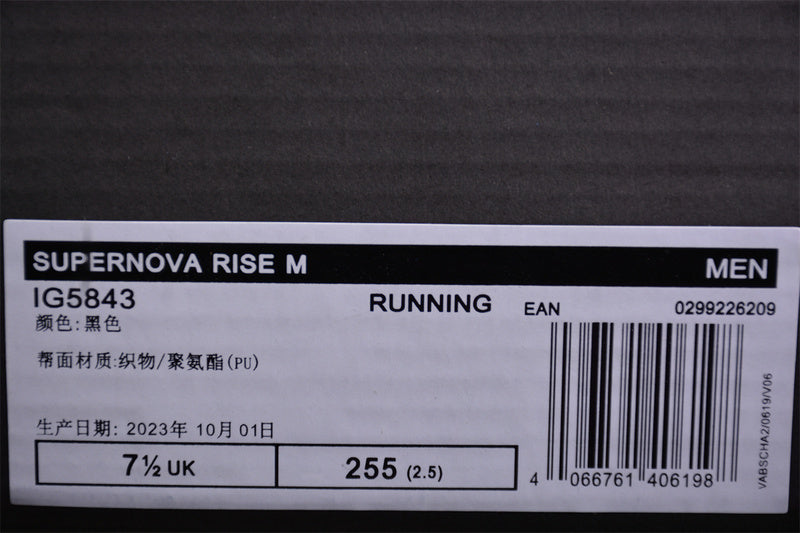 SUPERNOVA RISE M MEN
IG5843 RUNNING EAN 0299226209
颜色:黑色
帮面材质:织物/聚氨酯(PU)
生产日期: 2023年 10月 01日
7½ UK 255 (2.5)
4 066761 406198
VABSCHA2/0619/V06